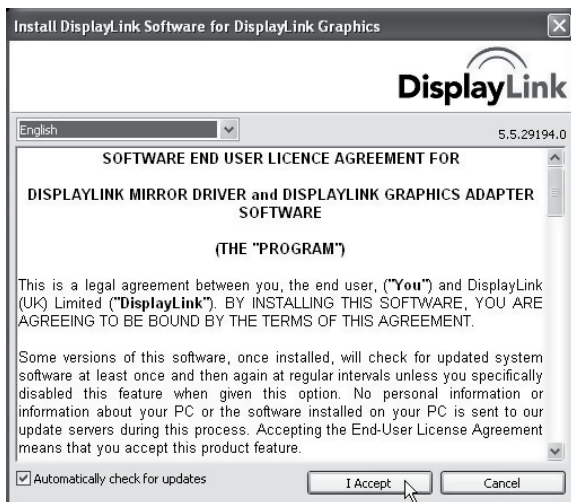 Install DisplayLink Software for DisplayLink Graphics
DisplayLink
English
5.5.29194.0
SOFTWARE END USER LICENCE AGREEMENT FOR
DISPLAYLINK MIRROR DRIVER and DISPLAYLINK GRAPHICS ADAPTER
SOFTWARE
(THE "PROGRAM")
This is a legal agreement between you, the end user, ("You") and DisplayLink
(UK) Limited ("DisplayLink"). BY INSTALLING THIS SOFTWARE, YOU ARE
AGREEING TO BE BOUND BY THE TERMS OF THIS AGREEMENT.
Some versions of this software, once installed, will check for updated system
software at least once and then again at regular intervals unless you specifically
disabled this feature when given this option. No personal information or
information about your PC or the software installed on your PC is sent to our
update servers during this process. Accepting the End-User License Agreement
means that you accept this product feature.
Automatically check for updates
I Accept
Cancel